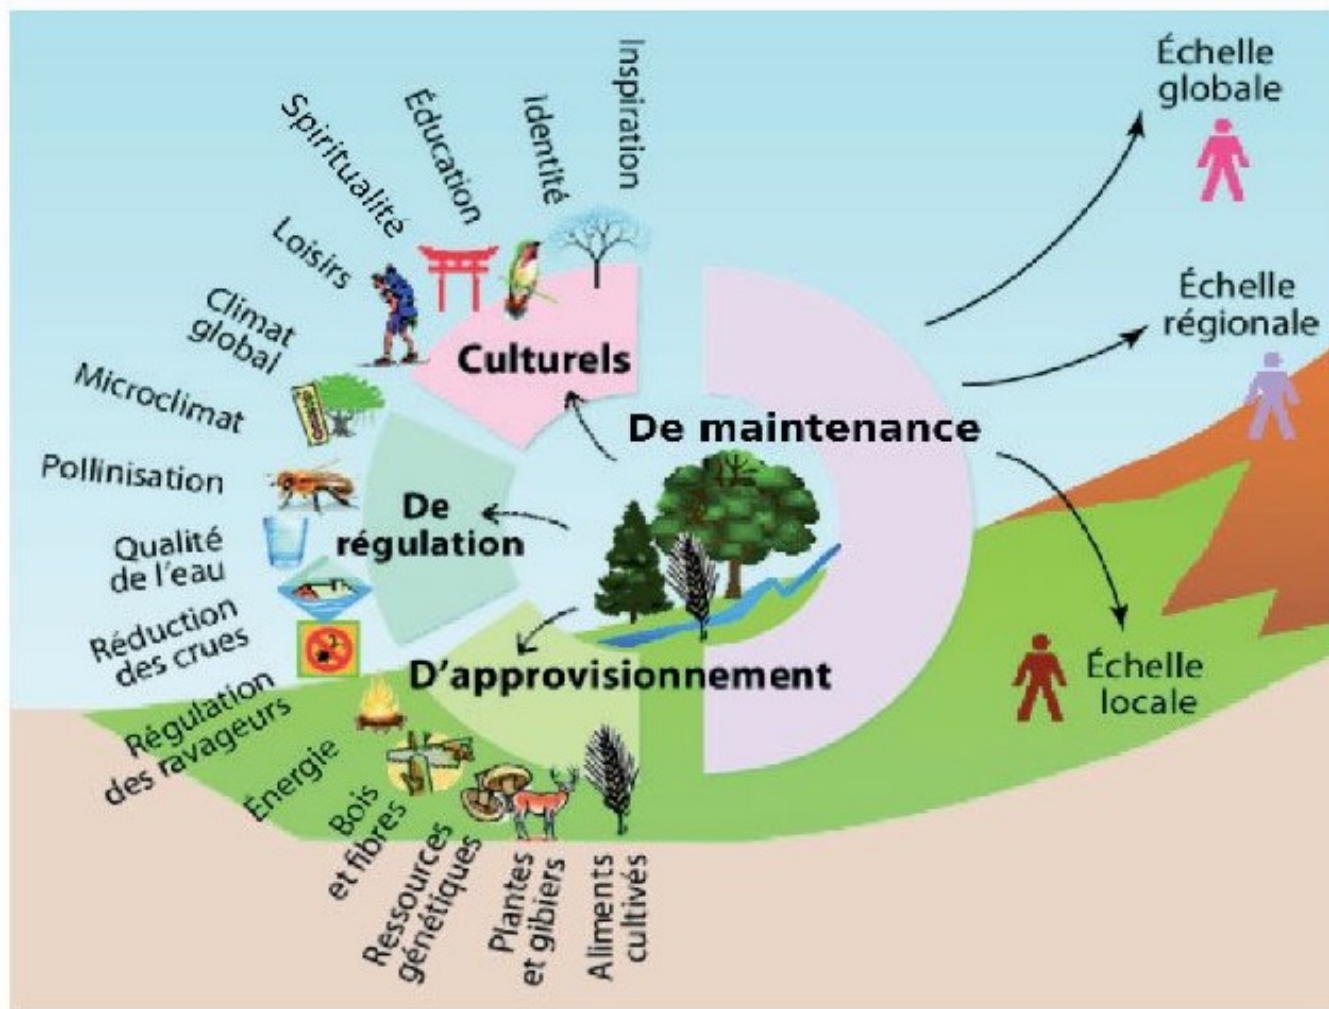 Inspiration
Identité
Éducation
Spiritualité
Loisirs
Climat
global
Microclimat
Pollinisation
Qualité
de l'eau
Réduction
des crues
Régulation
des ravageurs
Énergie
Bois
et fibres
Ressources
génétiques
Plantes
et gibiers
Aliments
cultivés
Culturels
De
régulation
D'approvisionnement
De maintenance
Échelle
globale
Échelle
régionale
Échelle
locale